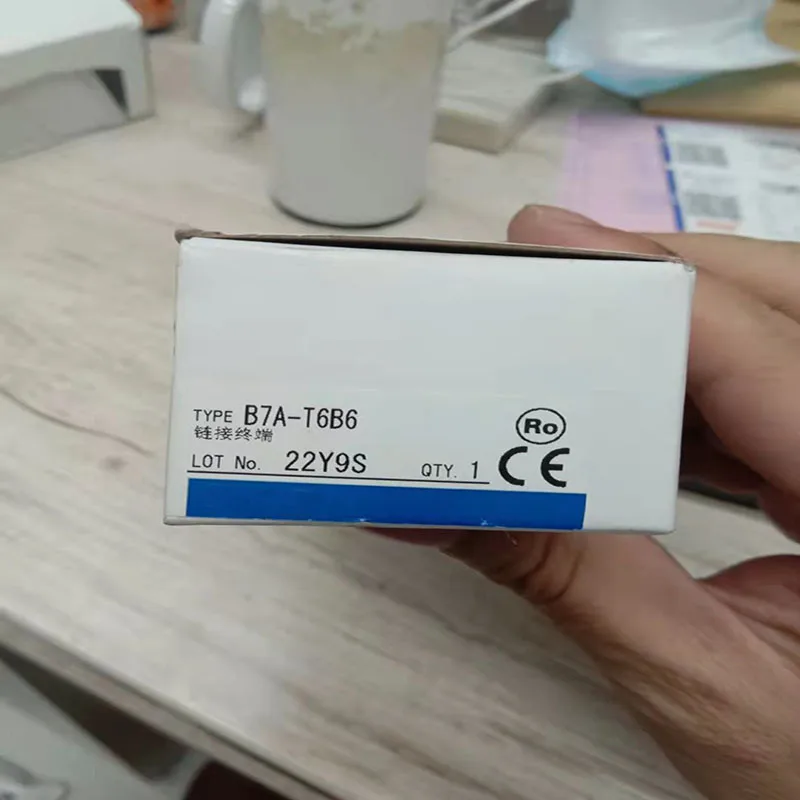 TYPE B7A-T6B6
链接终端
LOT No. 22Y9S QTY. 1
Ro
CE